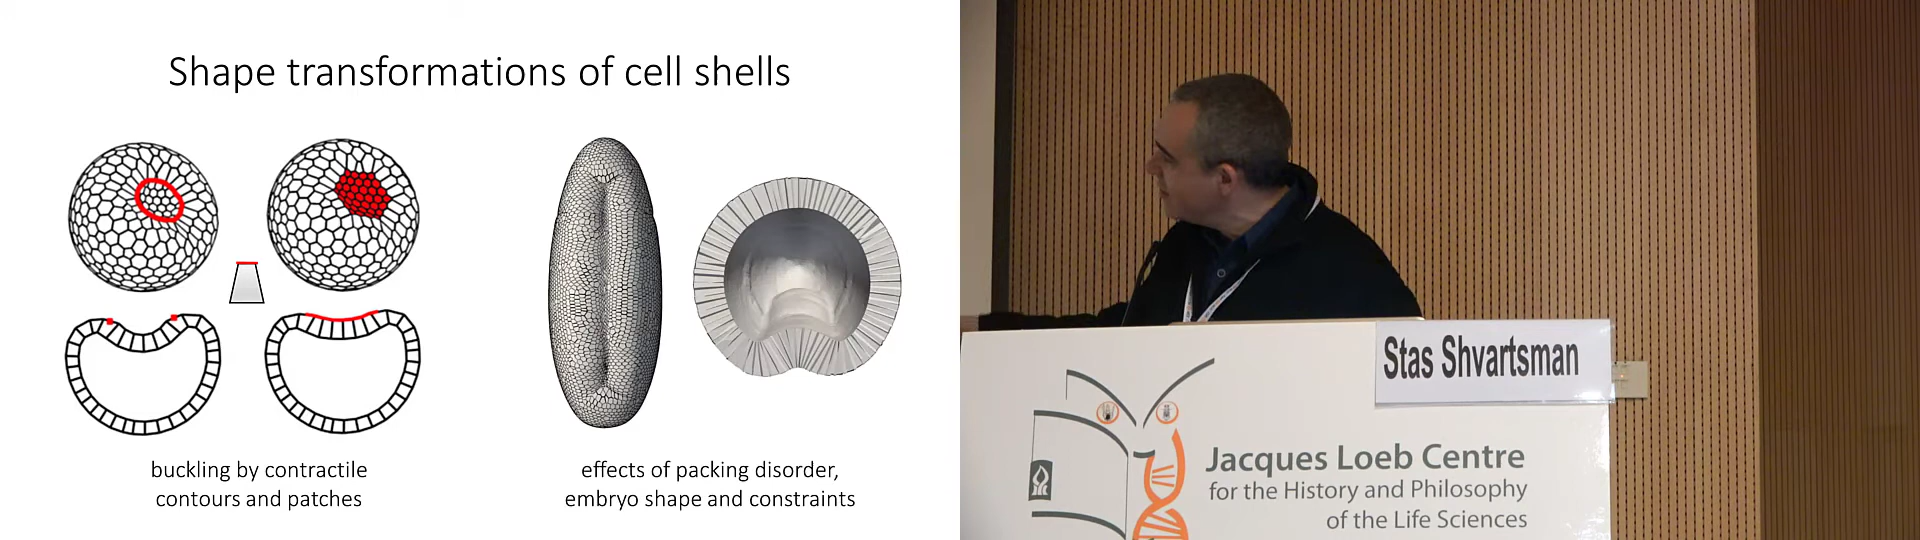 Shape transformations of cell shells
buckling by contractile
contours and patches
effects of packing disorder,
embryo shape and constraints
Stas Shvartsman
Jacques Loeb Centre
for the History and Philosophy
of the Life Sciences